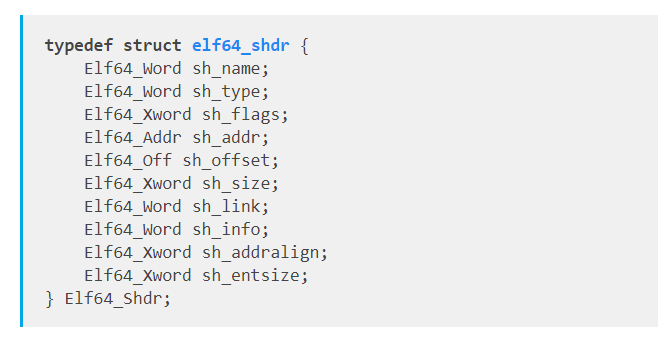 typedef struct elf64_shdr {
    Elf64_Word sh_name;
    Elf64_Word sh_type;
    Elf64_Xword sh_flags;
    Elf64_Addr sh_addr;
    Elf64_Off sh_offset;
    Elf64_Xword sh_size;
    Elf64_Word sh_link;
    Elf64_Word sh_info;
    Elf64_Xword sh_addralign;
    Elf64_Xword sh_entsize;
} Elf64_Shdr;